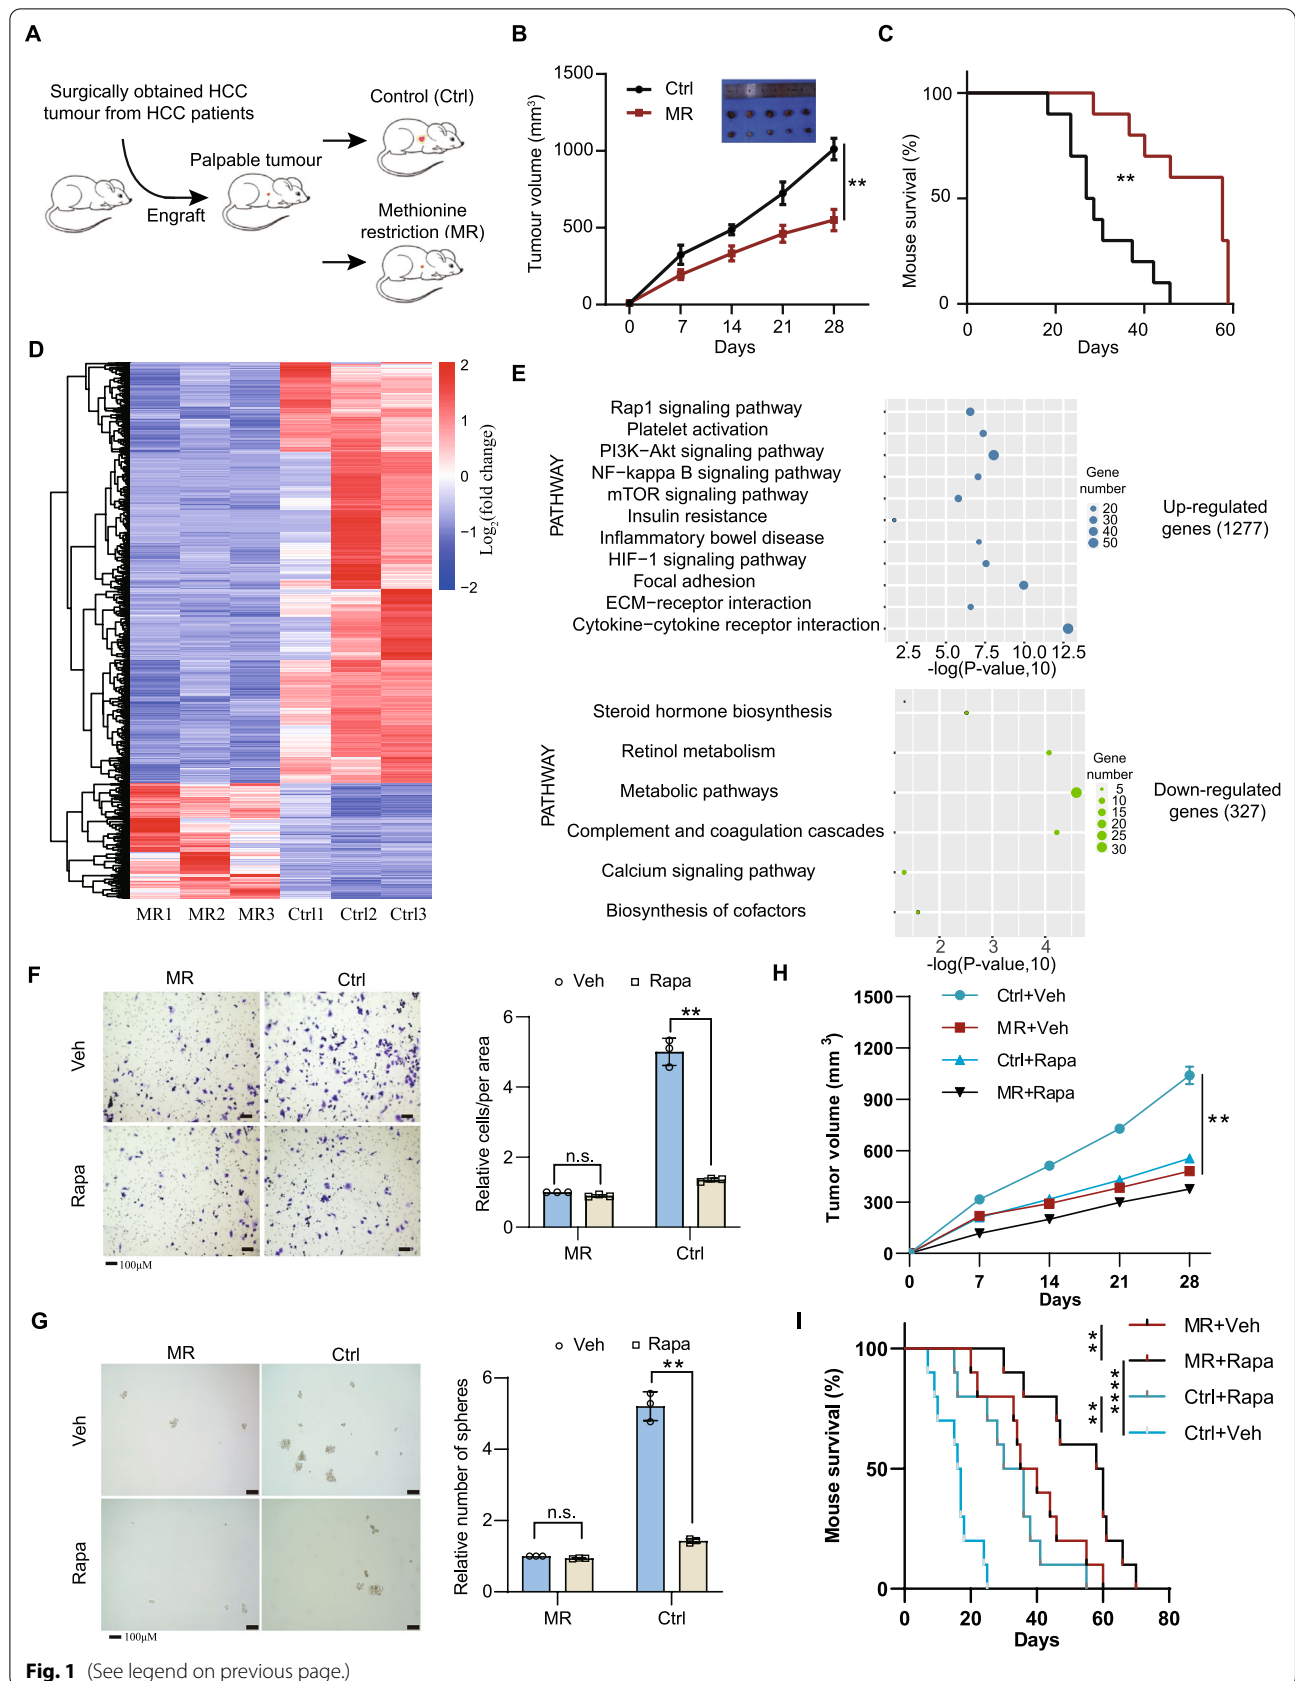 A
Surgically obtained HCC
tumour from HCC patients
Palpable tumour
Engraft
Control (Ctrl)
Methionine
restriction (MR)
B
Tumour volume (mm³)
1500
1000
500
0
Ctrl
MR
**
0 7 14 21 28
Days
C
Mouse survival (%)
100
50
0
**
0 20 40 60
Days
D
2
1
0
−1
−2
Log₂(fold change)
MR1 MR2 MR3 Ctrl1 Ctrl2 Ctrl3
E
PATHWAY
Rap1 signaling pathway
Platelet activation
PI3K−Akt signaling pathway
NF−kappa B signaling pathway
mTOR signaling pathway
Insulin resistance
Inflammatory bowel disease
HIF−1 signaling pathway
Focal adhesion
ECM−receptor interaction
Cytokine−cytokine receptor interaction
2.5 5.0 7.5 10.0 12.5
-log(P-value,10)
Gene
number
20
30
40
50
Up-regulated
genes (1277)
PATHWAY
Steroid hormone biosynthesis
Retinol metabolism
Metabolic pathways
Complement and coagulation cascades
Calcium signaling pathway
Biosynthesis of cofactors
2 3 4
-log(P-value,10)
Gene
number
5
10
15
20
25
30
Down-regulated
genes (327)
F
MR Ctrl
Veh
Rapa
100μM
Veh Rapa
Relative cells/per area
6
4
2
0
n.s.
**
MR Ctrl
G
MR Ctrl
Veh
Rapa
100μM
Veh Rapa
Relative number of spheres
6
4
2
0
n.s.
**
MR Ctrl
H
Tumor volume (mm³)
1500
1200
900
600
300
0
Ctrl+Veh
MR+Veh
Ctrl+Rapa
MR+Rapa
**
0 7 14 21 28
Days
I
Mouse survival (%)
100
50
0
MR+Veh
MR+Rapa
Ctrl+Rapa
Ctrl+Veh
**
**
****
0 20 40 60 80
Days
Fig. 1 (See legend on previous page.)